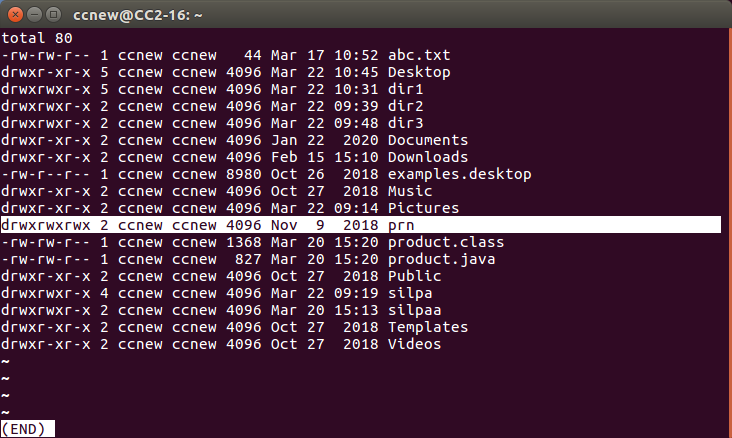 ccnew@CC2-16: ~
total 80
-rw-rw-r-- 1 ccnew ccnew   44 Mar 17 10:52 abc.txt
drwxr-xr-x 5 ccnew ccnew 4096 Mar 22 10:45 Desktop
drwxrwxr-x 5 ccnew ccnew 4096 Mar 22 10:31 dir1
drwxrwxr-x 2 ccnew ccnew 4096 Mar 22 09:39 dir2
drwxrwxr-x 2 ccnew ccnew 4096 Mar 22 09:48 dir3
drwxr-xr-x 2 ccnew ccnew 4096 Jan 22  2020 Documents
drwxr-xr-x 2 ccnew ccnew 4096 Feb 15 15:10 Downloads
-rw-r--r-- 1 ccnew ccnew 8980 Oct 26  2018 examples.desktop
drwxr-xr-x 2 ccnew ccnew 4096 Oct 27  2018 Music
drwxr-xr-x 2 ccnew ccnew 4096 Mar 22 09:14 Pictures
drwxrwxrwx 2 ccnew ccnew 4096 Nov  9  2018 prn
-rw-rw-r-- 1 ccnew ccnew 1368 Mar 20 15:20 product.class
-rw-rw-r-- 1 ccnew ccnew  827 Mar 20 15:20 product.java
drwxr-xr-x 2 ccnew ccnew 4096 Oct 27  2018 Public
drwxrwxr-x 4 ccnew ccnew 4096 Mar 22 09:19 silpa
drwxrwxr-x 2 ccnew ccnew 4096 Mar 20 15:13 silpaa
drwxr-xr-x 2 ccnew ccnew 4096 Oct 27  2018 Templates
drwxr-xr-x 2 ccnew ccnew 4096 Oct 27  2018 Videos
~
~
~
~
(END)